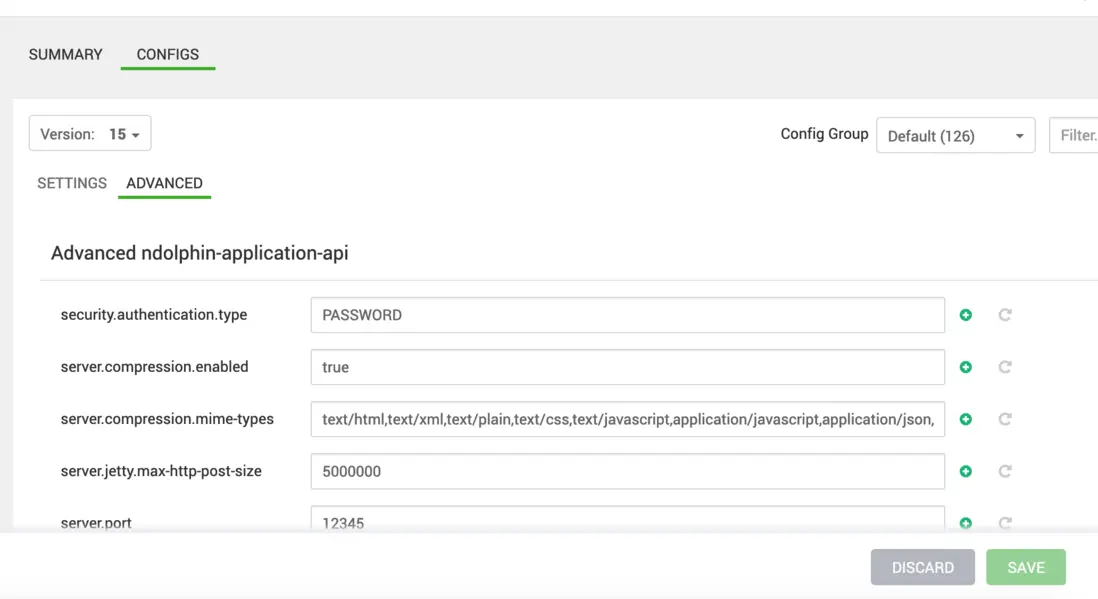 SUMMARY CONFIGS
Version: 15
Config Group Default (126) Filter.
SETTINGS ADVANCED
Advanced ndolphin-application-api
security.authentication.type PASSWORD
server.compression.enabled true
server.compression.mime-types text/html,text/xml,text/plain,text/css,text/javascript,application/javascript,application/json,
server.jetty.max-http-post-size 5000000
server.port 12345
DISCARD SAVE